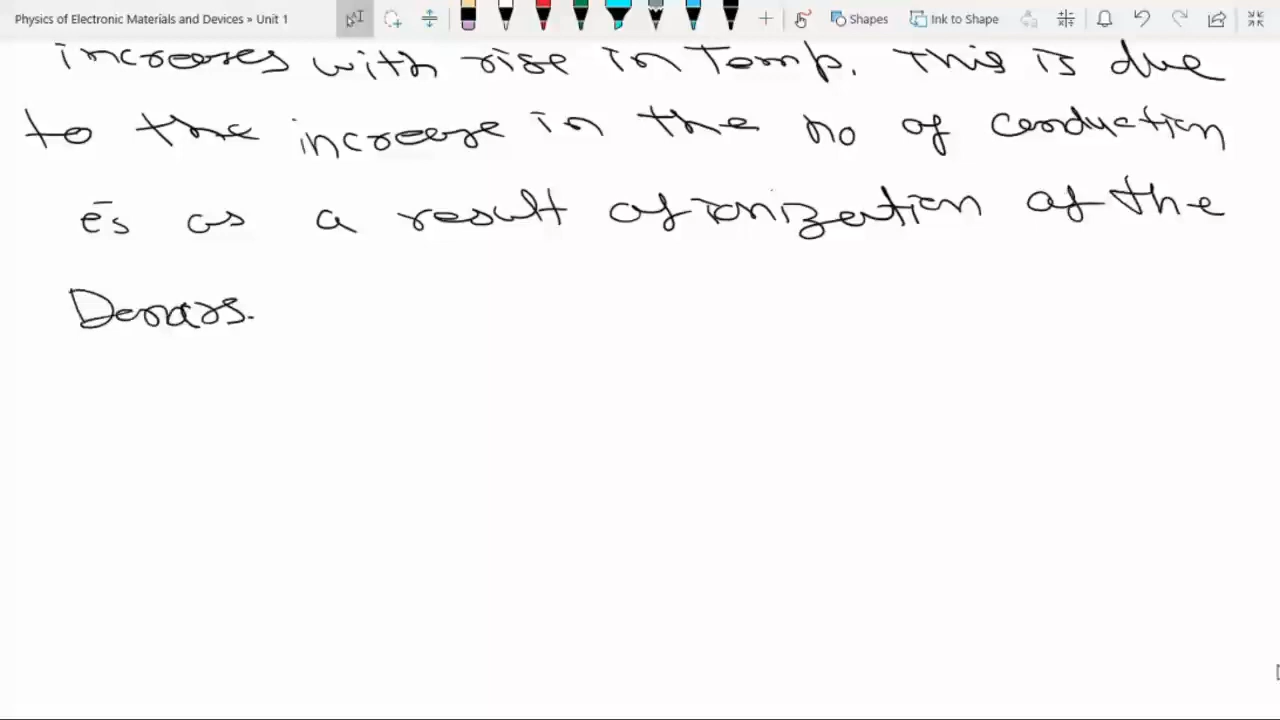 Physics of Electronic Materials and Devices » Unit 1
Shapes
Ink to Shape
increases with rise in Temp. This is due
to the increase in the no of conduction
ēs as a result of ionization of the
Donors.